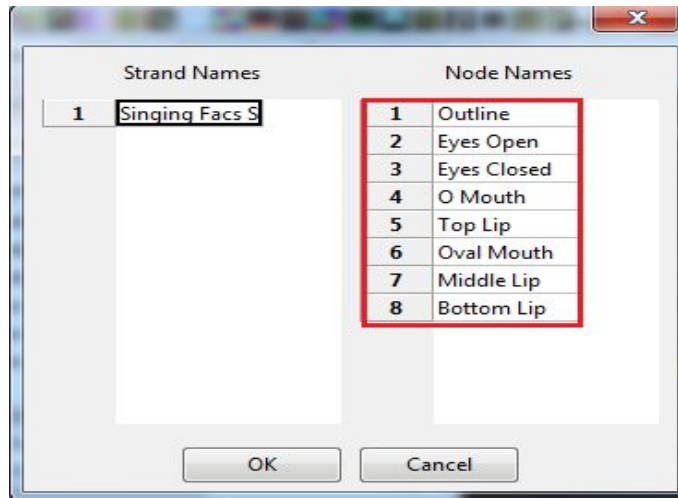 Strand Names Node Names
1 Singing Facs S 1 Outline
2 Eyes Open
3 Eyes Closed
4 O Mouth
5 Top Lip
6 Oval Mouth
7 Middle Lip
8 Bottom Lip
OK Cancel